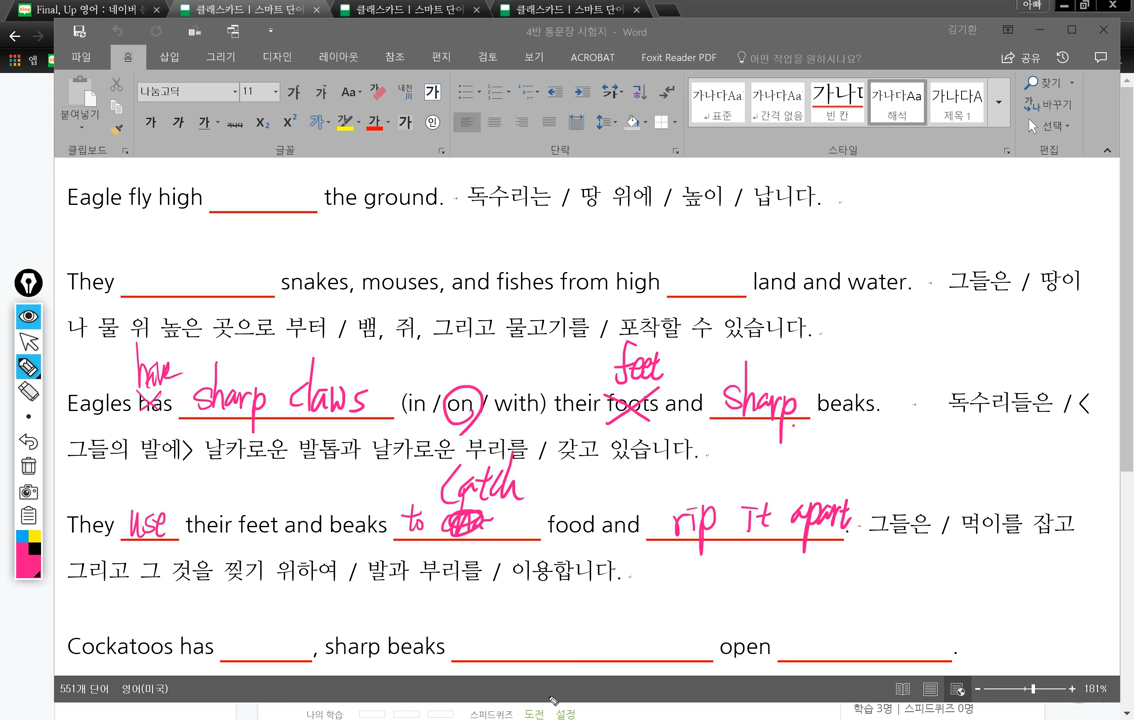 Final, Up 영어 : 네이버 클래스카드 | 스마트 단어 클래스카드 | 스마트 단어 클래스카드 | 스마트 단어 아빠
앱
4반 통문장 시험지 - Word 김기환
파일 홈 삽입 그리기 디자인 레이아웃 참조 편지 검토 보기 ACROBAT Foxit Reader PDF 어떤 작업을 원하시나요? 공유
붙여넣기 나눔고딕 11 가나다AaI 가나다AaI 가나다 가나다AaI 가나다A 찾기
표준 간격 없음 빈 칸 해석 제목 1 바꾸기
선택
클립보드 글꼴 단락 스타일 편집
Eagle fly high the ground. 독수리는 / 땅 위에 / 높이 / 납니다.
They snakes, mouses, and fishes from high land and water. 그들은 / 땅이
나 물 위 높은 곳으로 부터 / 뱀, 쥐, 그리고 물고기를 / 포착할 수 있습니다.
have feet
Eagles has sharp claws (in / on / with) their foots and sharp beaks. 독수리들은 / <
그들의 발에> 날카로운 발톱과 날카로운 부리를 / 갖고 있습니다.
catch
They use their feet and beaks to food and rip it apart. 그들은 / 먹이를 잡고
그리고 그 것을 찢기 위하여 / 발과 부리를 / 이용합니다.
Cockatoos has , sharp beaks open .
551개 단어 영어(미국) 181%
나의 학습 스피드퀴즈 도전 설정 학습 3명 | 스피드퀴즈 0명